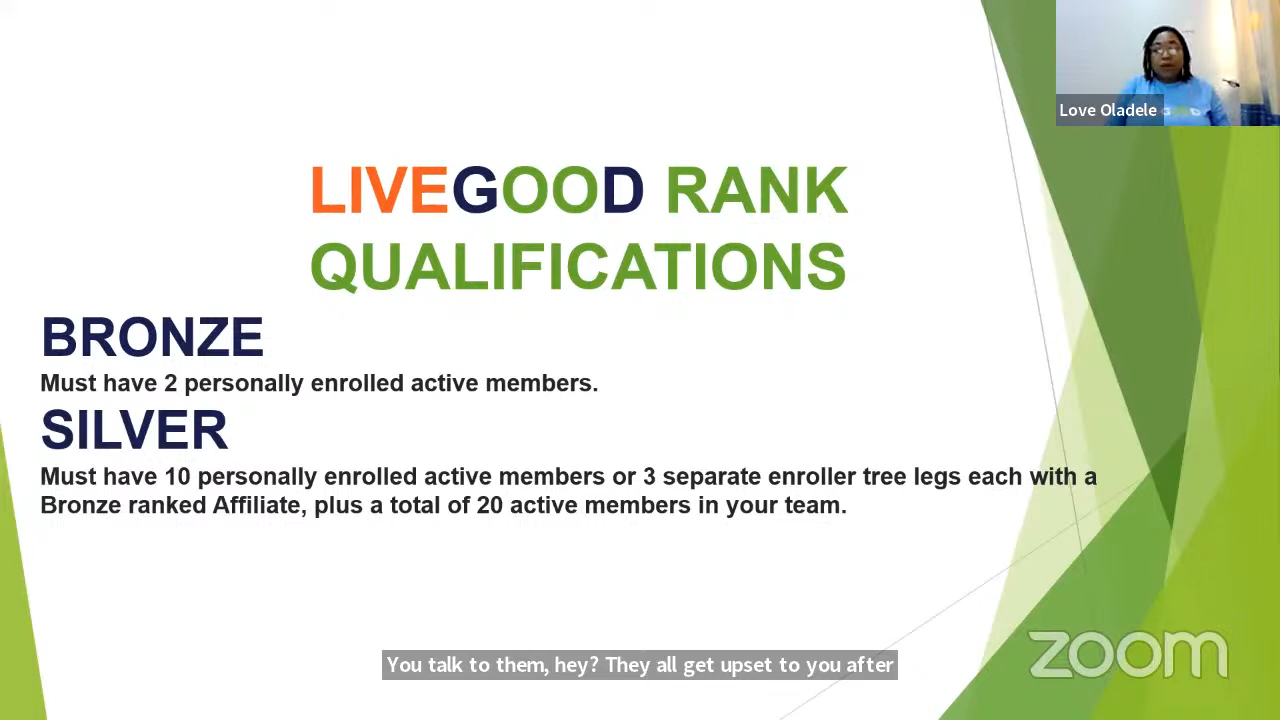 Love Oladele
LIVEGOOD RANK
QUALIFICATIONS
BRONZE
Must have 2 personally enrolled active members.
SILVER
Must have 10 personally enrolled active members or 3 separate enroller tree legs each with a
Bronze ranked Affiliate, plus a total of 20 active members in your team.
You talk to them, hey? They all get upset to you after
zoom